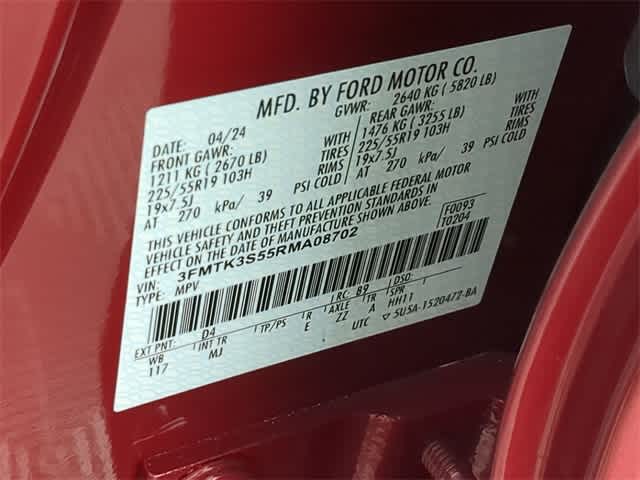 MFD. BY FORD MOTOR CO.
DATE: 04/24 GVWR: 2640 KG ( 5820 LB)
FRONT GAWR: WITH REAR GAWR: WITH
1211 KG ( 2670 LB) TIRES 1476 KG ( 3255 LB) TIRES
225/55R19 103H RIMS 225/55R19 103H RIMS
19x7.5J 19x7.5J
AT 270 kPa/ 39 PSI COLD AT 270 kPa/ 39 PSI COLD
THIS VEHICLE CONFORMS TO ALL APPLICABLE FEDERAL MOTOR
VEHICLE SAFETY AND THEFT PREVENTION STANDARDS IN
EFFECT ON THE DATE OF MANUFACTURE SHOWN ABOVE.
F0093
T0204
VIN: 3FMTK3S55RMA08702
TYPE: MPV
EXT PNT: D4 RC: 89 DSO:
WB INT TR TP/PS R AXLE TR SPR
117 MJ E ZZ A HH11
UTC ▽ 5U5A-1520472-BA